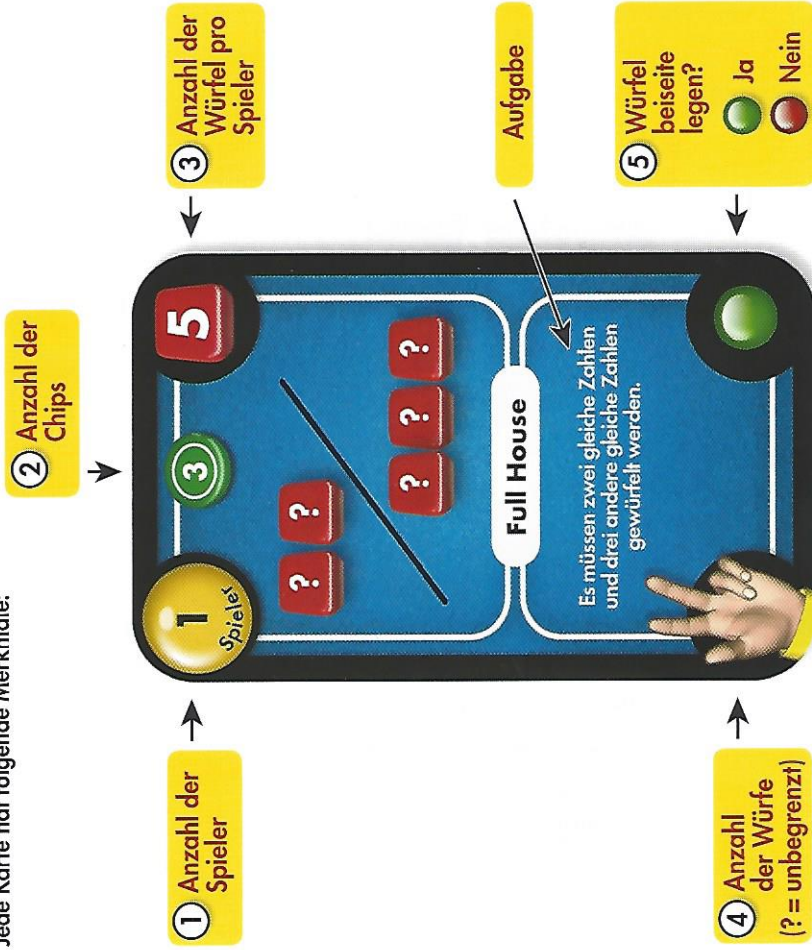 Jede Karte hat folgende Merkmale:
① Anzahl der
Spieler
② Anzahl der
Chips
③ Anzahl der
Würfel pro
Spieler
1
Spieler
3
5
? ?
? ? ?
Full House
Es müssen zwei gleiche Zahlen
und drei andere gleiche Zahlen
gewürfelt werden.
Aufgabe
④ Anzahl
der Würfe
(? = unbegrenzt)
⑤ Würfel
beiseite
legen?
Ja
Nein